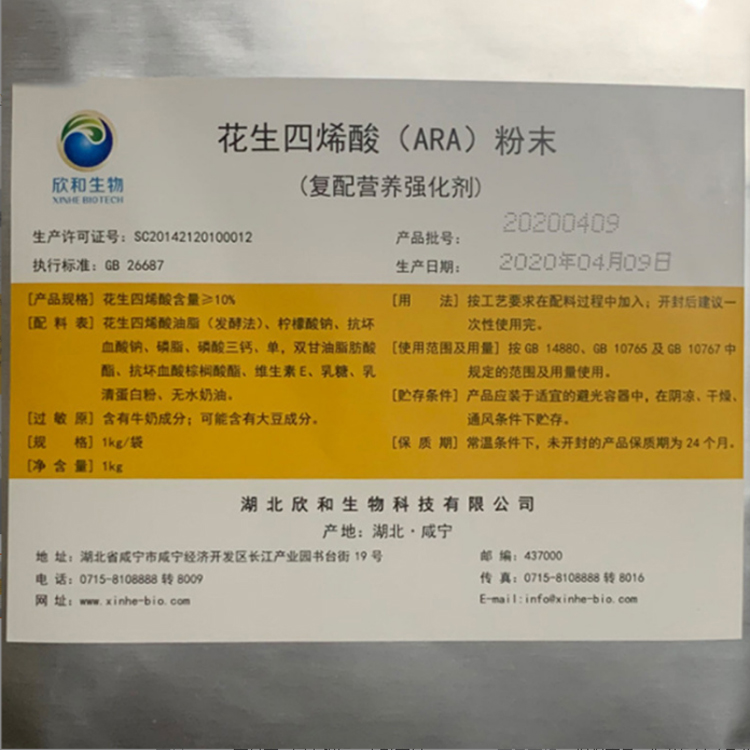 欣和生物
XINHE BIOTECH
花生四烯酸（ARA）粉末
(复配营养强化剂)
生产许可证号：SC20142120100012
执行标准：GB 26687
产品批号：
20200409
生产日期：
2020年04月09日
[产品规格] 花生四烯酸含量≥10%
[配 料 表] 花生四烯酸油脂（发酵法）、柠檬酸钠、抗坏
血酸钠、磷脂、磷酸三钙、单，双甘油脂肪酸
酯、抗坏血酸棕榈酸酯、维生素E、乳糖、乳
清蛋白粉、无水奶油。
[过 敏 原] 含有牛奶成分；可能含有大豆成分。
[规 格] 1kg/袋
[净 含 量] 1kg
[用 法] 按工艺要求在配料过程中加入；开封后建议一
次性使用完。
[使用范围及用量] 按 GB 14880、GB 10765 及 GB 10767 中
规定的范围及用量使用。
[贮存条件] 产品应装于适宜的避光容器中，在阴凉、干燥、
通风条件下贮存。
[保 质 期] 常温条件下，未开封的产品保质期为 24 个月。
湖北欣和生物科技有限公司
产地：湖北·咸宁
地 址：湖北省咸宁市咸宁经济开发区长江产业园书台街 19 号
电 话：0715-8108888 转 8009
网 址：www.xinhe-bio.com
邮 编：437000
传 真：0715-8108888 转 8016
E-mail:info@xinhe-bio.com